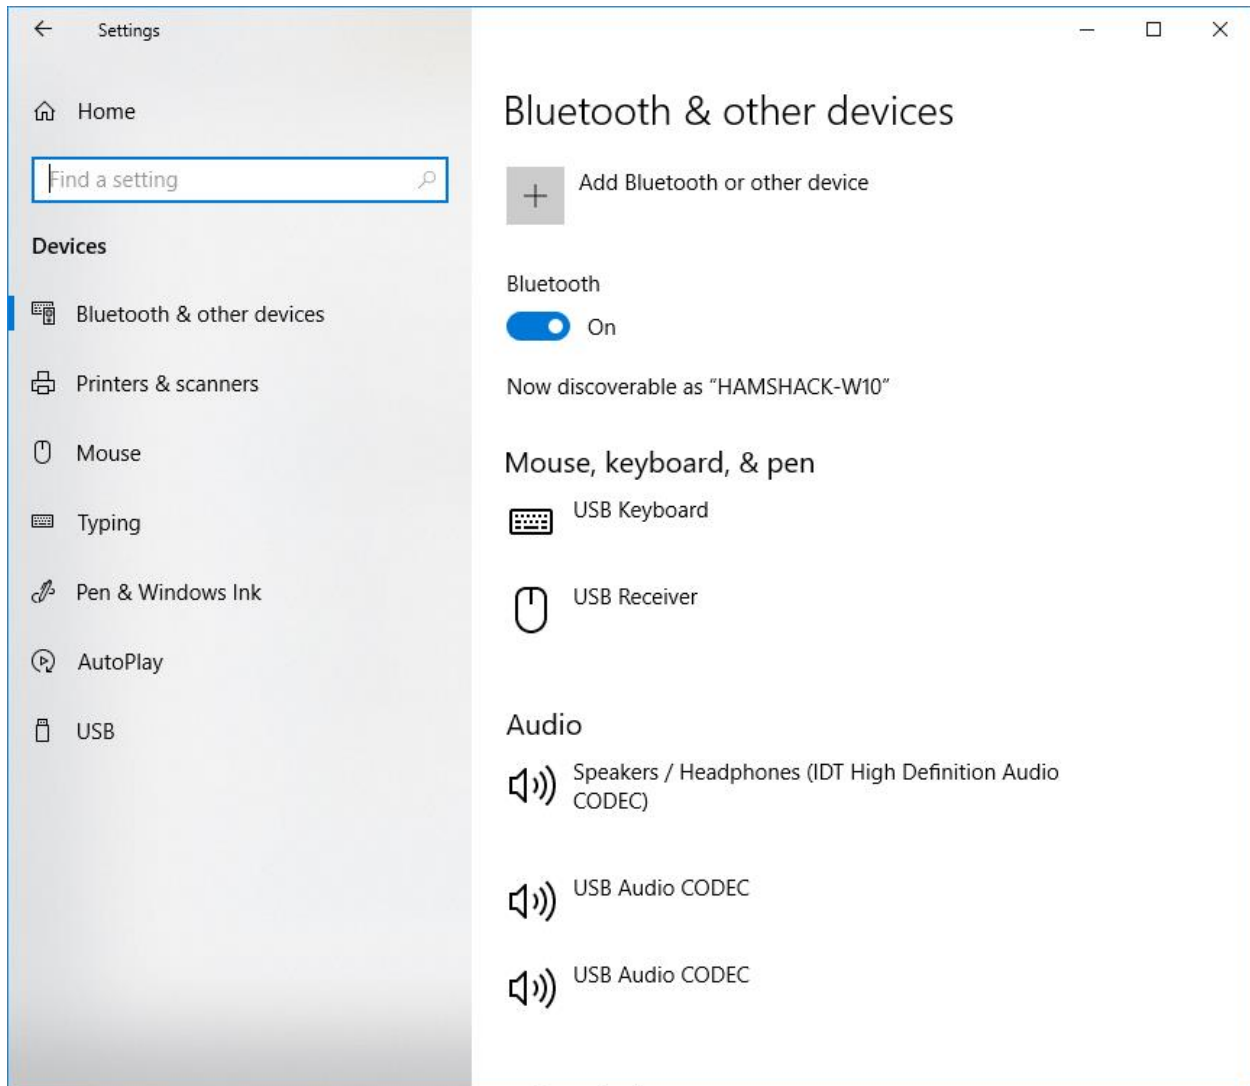 Settings
Home
Find a setting
Devices
Bluetooth & other devices
Printers & scanners
Mouse
Typing
Pen & Windows Ink
AutoPlay
USB
Bluetooth & other devices
Add Bluetooth or other device
Bluetooth
On
Now discoverable as “HAMSHACK-W10”
Mouse, keyboard, & pen
USB Keyboard
USB Receiver
Audio
Speakers / Headphones (IDT High Definition Audio
CODEC)
USB Audio CODEC
USB Audio CODEC